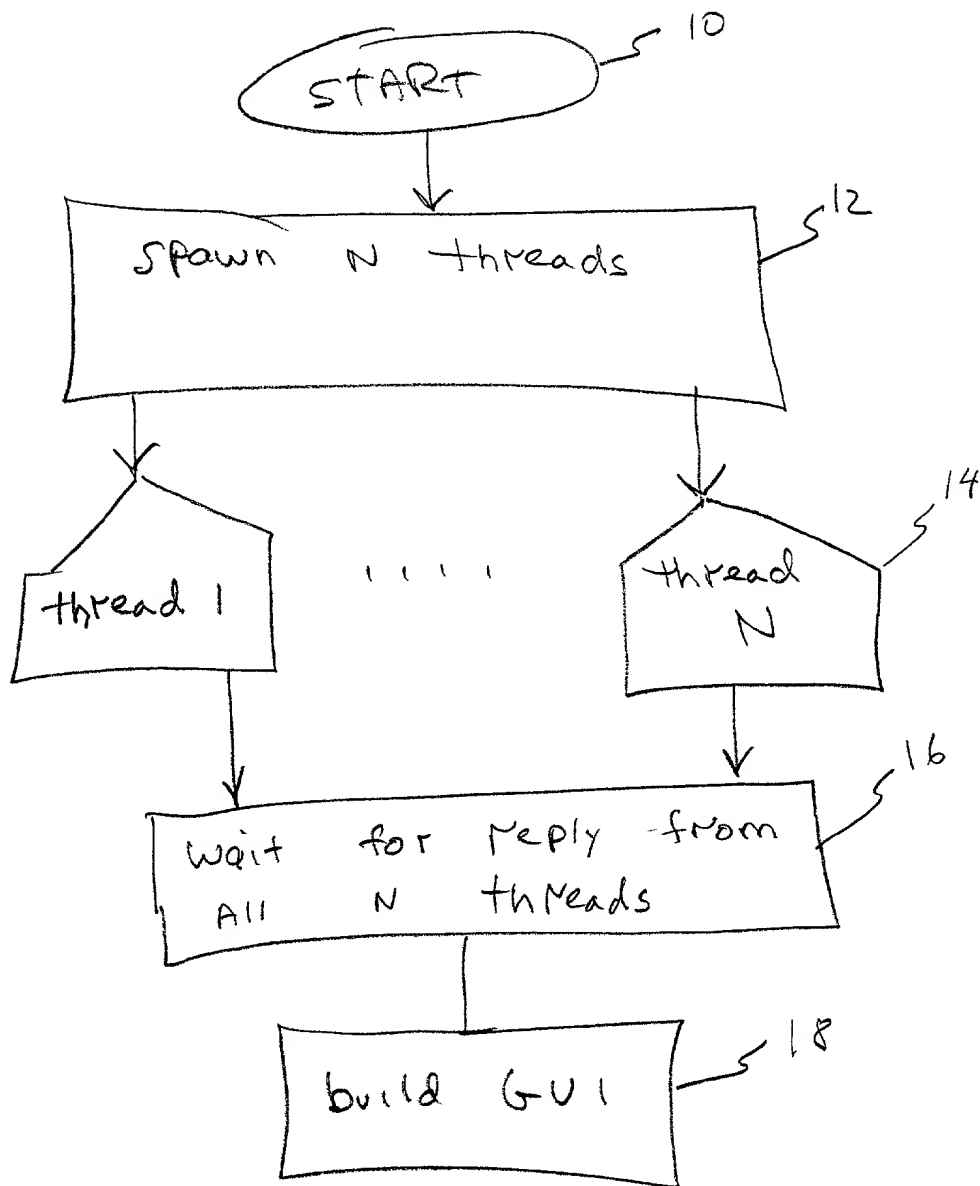 10
START
12
spawn N threads
14
thread 1
....
thread
N
16
wait for reply from
All N threads
18
build GUI